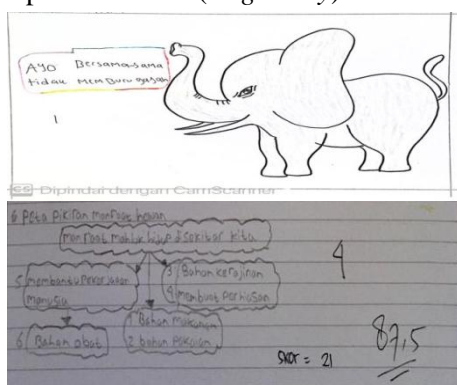 Ayo Bersama-sama
tidak memburu gajah
1
CS Dipindai dengan CamScanner
6 Peta pikiran manfaat hewan
manfaat makhluk hidup disekitar kita
5 membantu pekerjaan
manusia
3 Bahan kerajinan
4 membuat perhiasan
6 Bahan obat
1 Bahan makanan
2 bahan pakaian
4
SKOR = 21
87,5